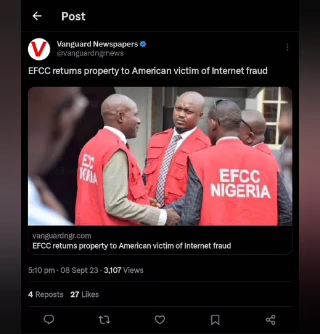 Post
Vanguard Newspapers
@vanguardngrnews
EFCC returns property to American victim of Internet fraud
EFCC
NIGERIA
vanguardngr.com
EFCC returns property to American victim of Internet fraud
5:10 pm · 08 Sept 23 · 3,107 Views
4 Reposts 27 Likes